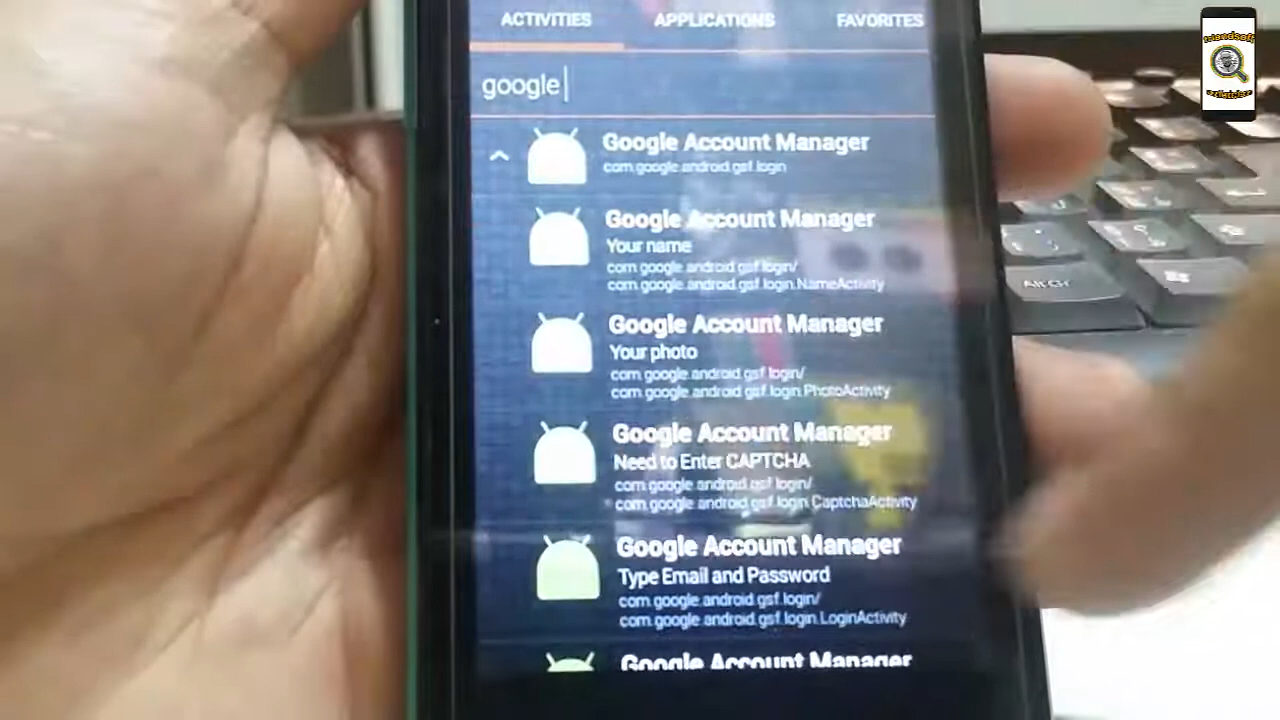 ACTIVITIES APPLICATIONS FAVORITES
google
Google Account Manager
com.google.android.gsf.login
Google Account Manager
Your name
com.google.android.gsf.login/
com.google.android.gsf.login.NameActivity
Google Account Manager
Your photo
com.google.android.gsf.login/
com.google.android.gsf.login.PhotoActivity
Google Account Manager
Need to Enter CAPTCHA
com.google.android.gsf.login/
com.google.android.gsf.login.CaptchaActivity
Google Account Manager
Type Email and Password
com.google.android.gsf.login/
com.google.android.gsf.login.LoginActivity
Google Account Manager
Alt Gr